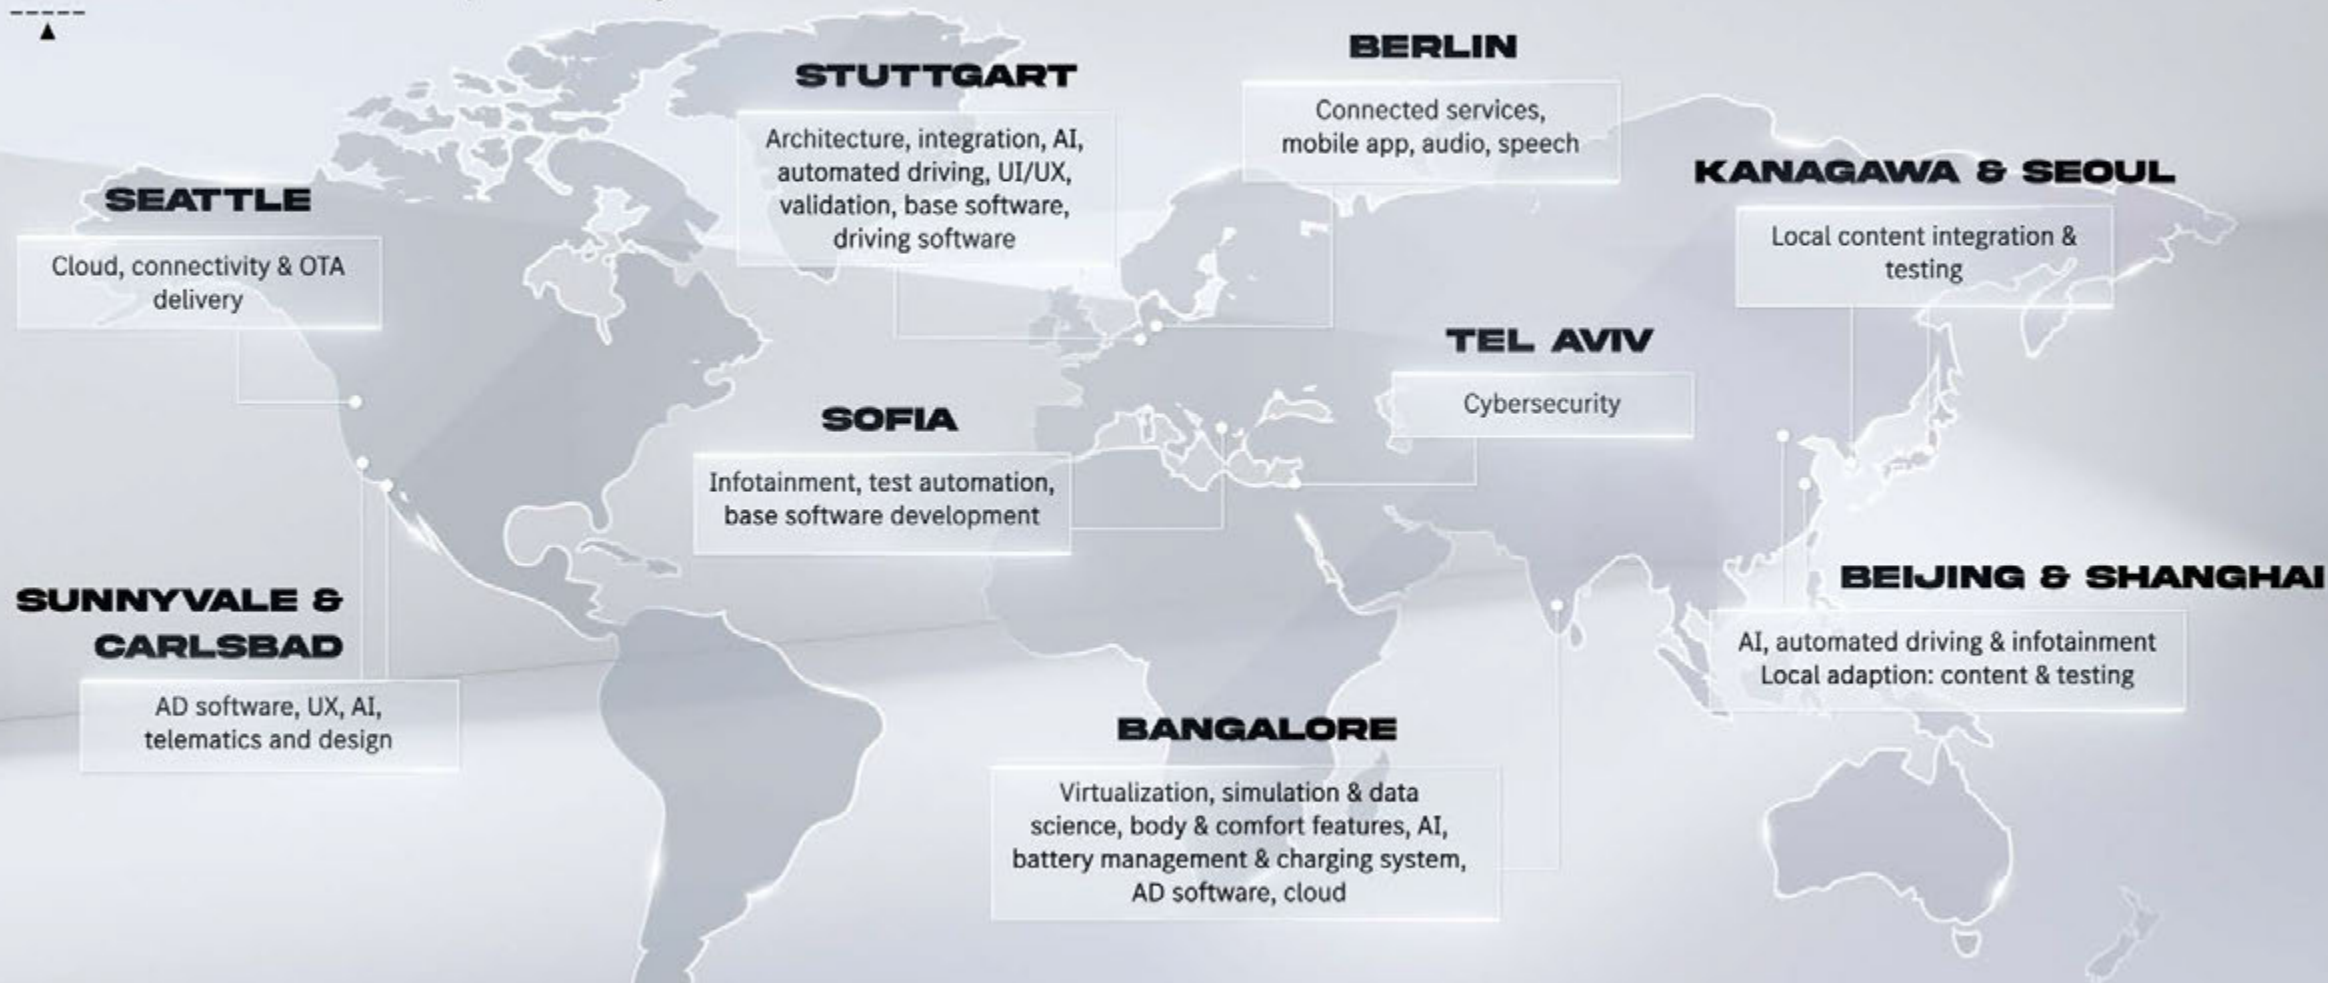 BERLIN
Connected services,
mobile app, audio, speech
STUTTGART
Architecture, integration, AI,
automated driving, UI/UX,
validation, base software,
driving software
KANAGAWA & SEOUL
Local content integration &
testing
SEATTLE
Cloud, connectivity & OTA
delivery
TEL AVIV
Cybersecurity
SOFIA
Infotainment, test automation,
base software development
SUNNYVALE &
CARLSBAD
AD software, UX, AI,
telematics and design
BEIJING & SHANGHAI
AI, automated driving & infotainment
Local adaption: content & testing
BANGALORE
Virtualization, simulation & data
science, body & comfort features, AI,
battery management & charging system,
AD software, cloud